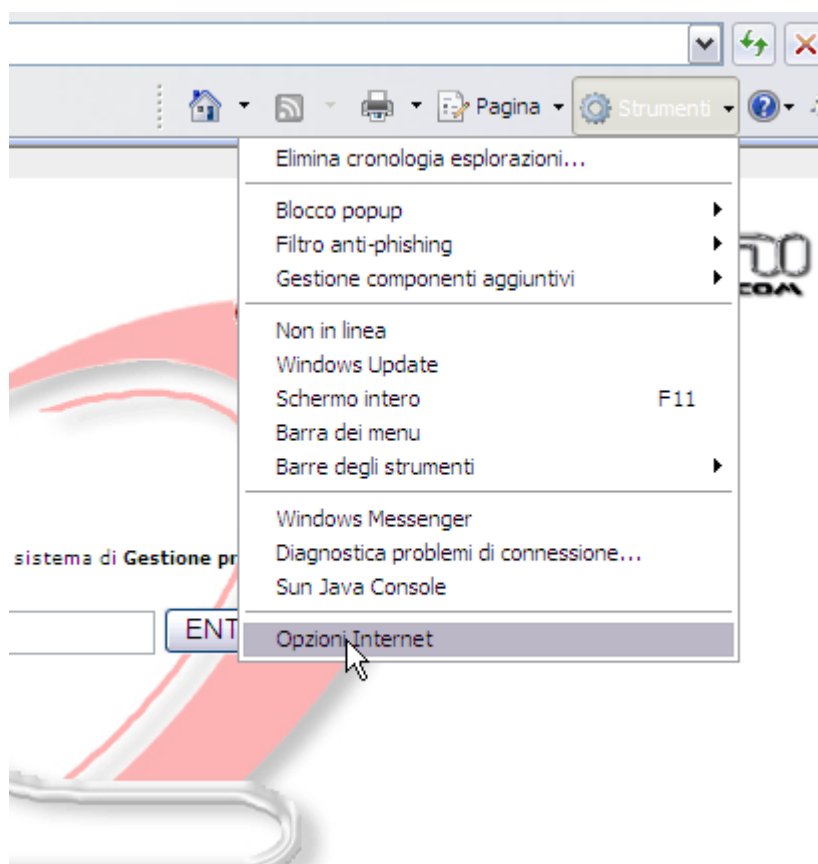 Pagina Strumenti
Elimina cronologia esplorazioni...
Blocco popup
Filtro anti-phishing
Gestione componenti aggiuntivi
Non in linea
Windows Update
Schermo intero F11
Barra dei menu
Barre degli strumenti
Windows Messenger
Diagnostica problemi di connessione...
Sun Java Console
Opzioni Internet
sistema di Gestione pr
ENT